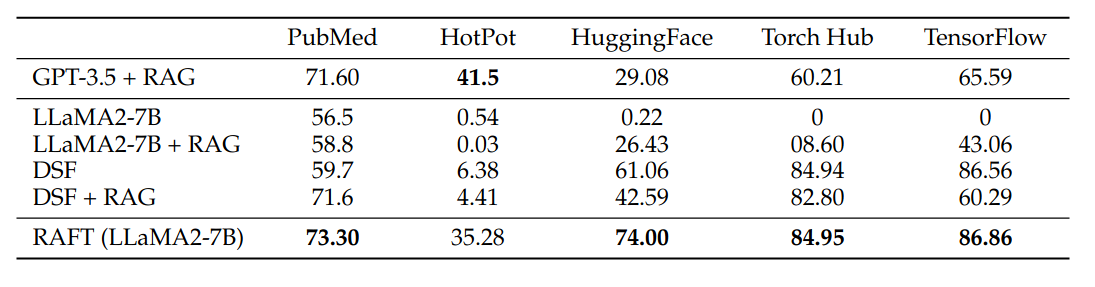 PubMed HotPot HuggingFace Torch Hub TensorFlow
GPT-3.5 + RAG 71.60 41.5 29.08 60.21 65.59
LLaMA2-7B 56.5 0.54 0.22 0 0
LLaMA2-7B + RAG 58.8 0.03 26.43 08.60 43.06
DSF 59.7 6.38 61.06 84.94 86.56
DSF + RAG 71.6 4.41 42.59 82.80 60.29
RAFT (LLaMA2-7B) 73.30 35.28 74.00 84.95 86.86